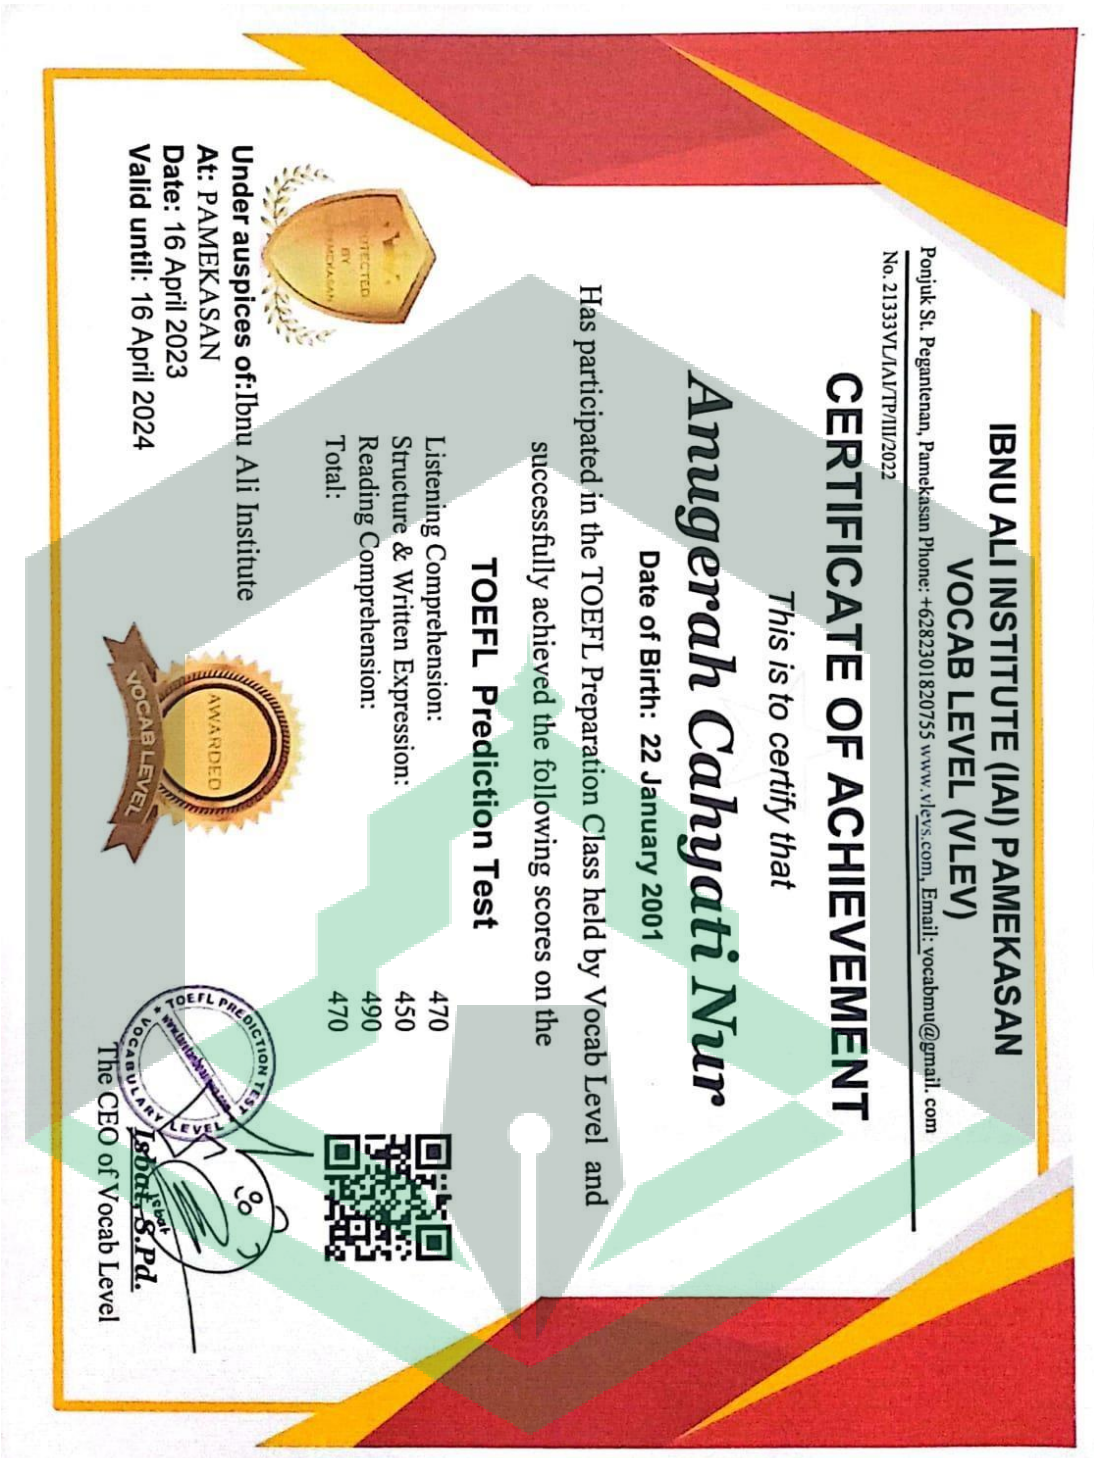 IBNU ALI INSTITUTE (IAI) PAMEKASAN
VOCAB LEVEL (VLEV)
Ponjuk St. Pegantenan, Pamekasan Phone: +6282301820755 www.vlevs.com, Email: vocabmu@gmail. com
No. 21333VL/IAI/TP/III/2022
CERTIFICATE OF ACHIEVEMENT
This is to certify that
Anugerah Cahyati Nur
Date of Birth: 22 January 2001
Has participated in the TOEFL Preparation Class held by Vocab Level and
successfully achieved the following scores on the
TOEFL Prediction Test
Listening Comprehension: 470
Structure & Written Expression: 450
Reading Comprehension: 490
Total: 470
BY
PAMEKASAN
Under auspices of:Ibnu Ali Institute
At: PAMEKASAN
Date: 16 April 2023
Valid until: 16 April 2024
AWARDED
VOCAB LEVEL
TOEFL PREDICTION TEST
VOCABULARY LEVEL
Isbat
Isbat, S.Pd.
The CEO of Vocab Level